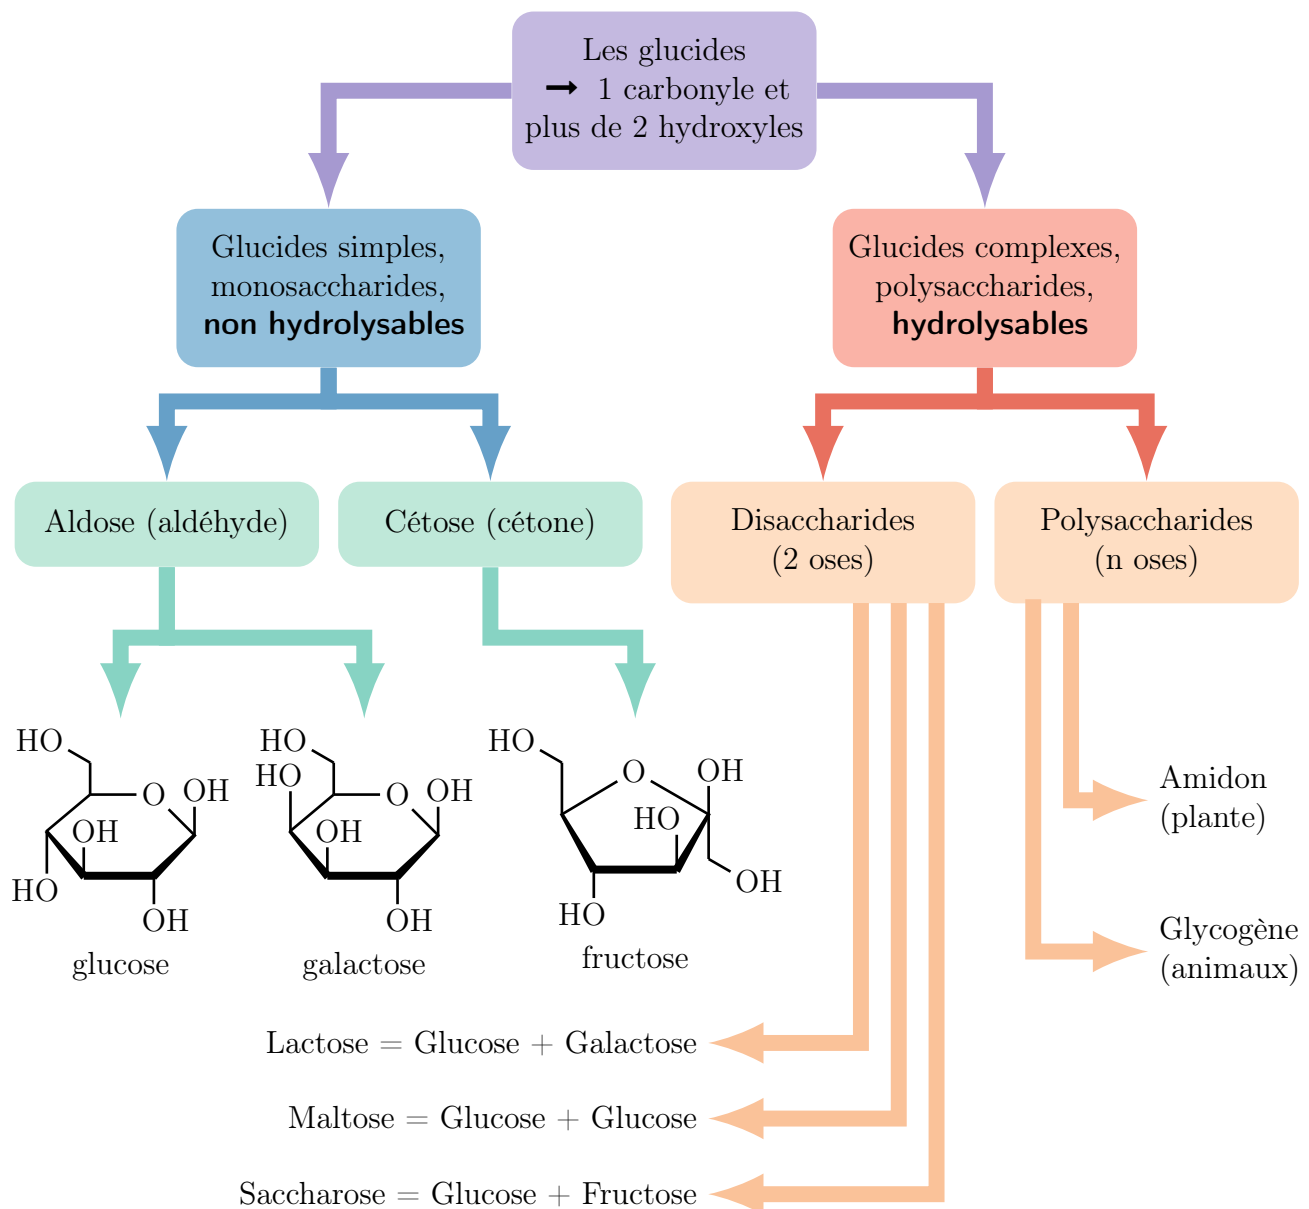 Les glucides
→ 1 carbonyle et
plus de 2 hydroxyles
Glucides simples,
monosaccharides,
non hydrolysables
Glucides complexes,
polysaccharides,
hydrolysables
Aldose (aldéhyde)
Cétose (cétone)
Disaccharides
(2 oses)
Polysaccharides
(n oses)
HO
O
OH
OH
HO
OH
glucose
HO
HO
O
OH
OH
OH
galactose
HO
O
OH
HO
OH
HO
fructose
Amidon
(plante)
Glycogène
(animaux)
Lactose = Glucose + Galactose
Maltose = Glucose + Glucose
Saccharose = Glucose + Fructose